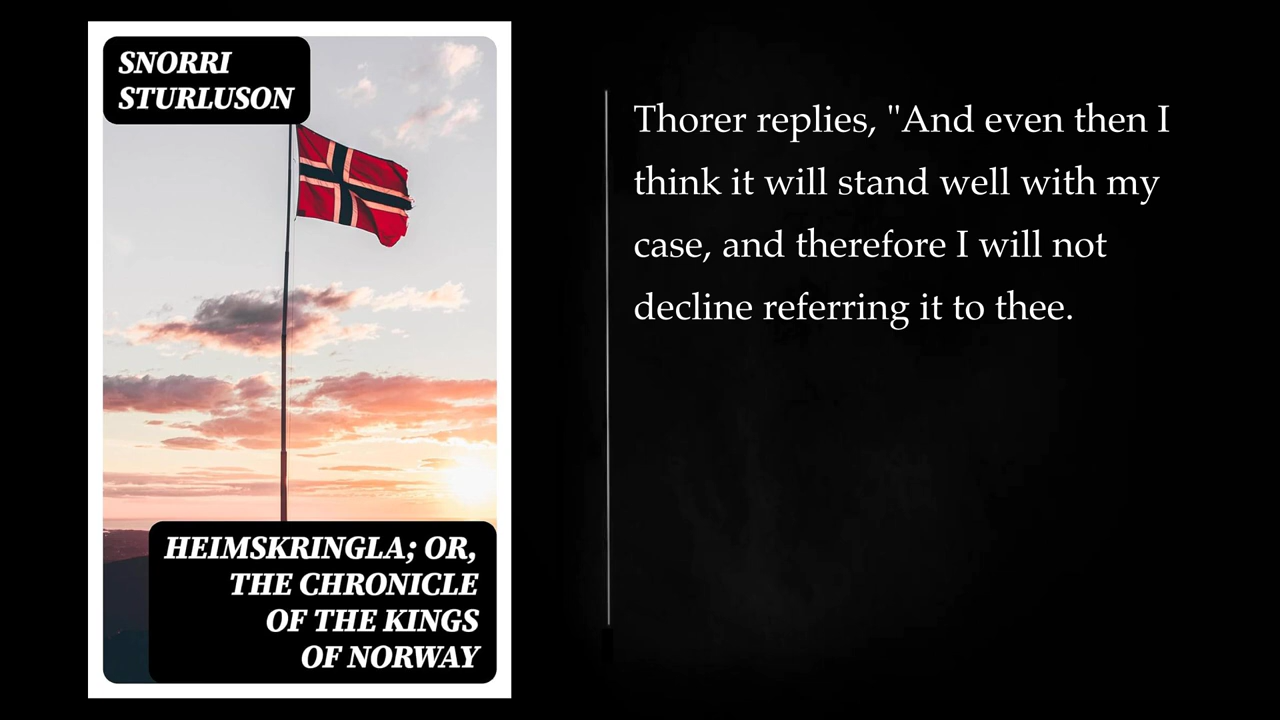 SNORRI
STURLUSON
HEIMSKRINGLA; OR,
THE CHRONICLE
OF THE KINGS
OF NORWAY
Thorer replies, "And even then I
think it will stand well with my
case, and therefore I will not
decline referring it to thee.